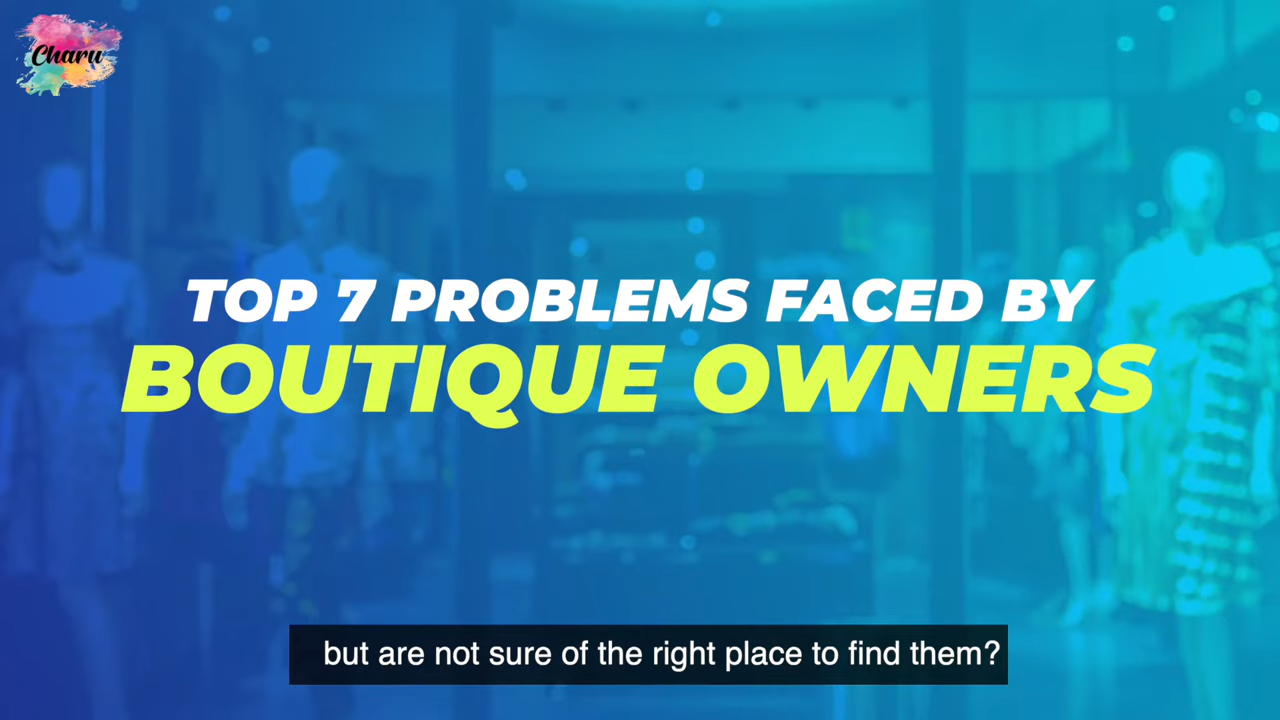 Charu
TOP 7 PROBLEMS FACED BY
BOUTIQUE OWNERS
but are not sure of the right place to find them?